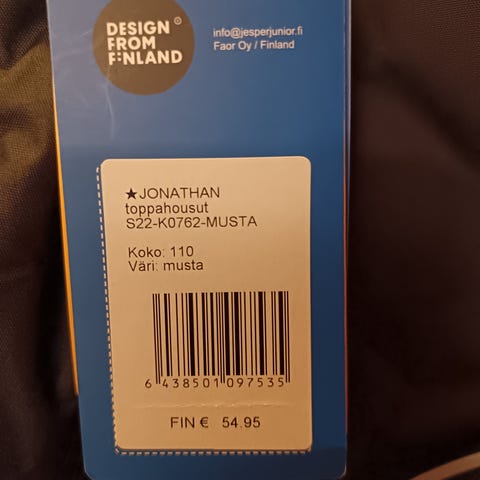 DESIGN
FROM
FINLAND
info@jesperjunior.fi
Faor Oy / Finland
★JONATHAN
toppahousut
S22-K0762-MUSTA
Koko: 110
Väri: musta
6 438501 097535
FIN € 54.95